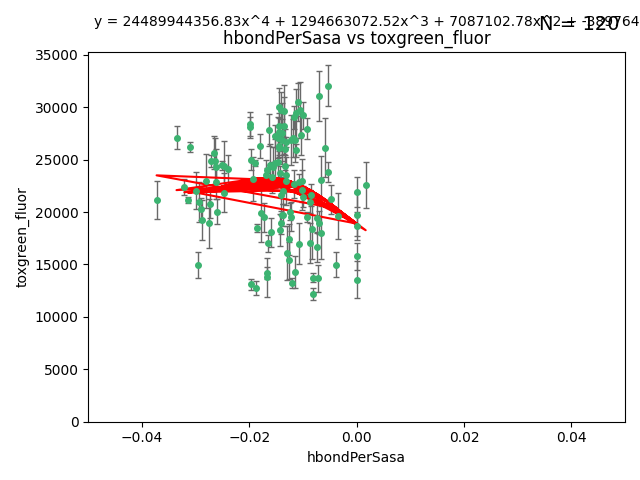 y = 24489944356.83x^4 + 1294663072.52x^3 + 7087102.78x^2 + -389764
N = 120
hbondPerSasa vs toxgreen_fluor
35000
30000
25000
20000
15000
10000
5000
0
toxgreen_fluor
−0.04
−0.02
0.00
0.02
0.04
hbondPerSasa